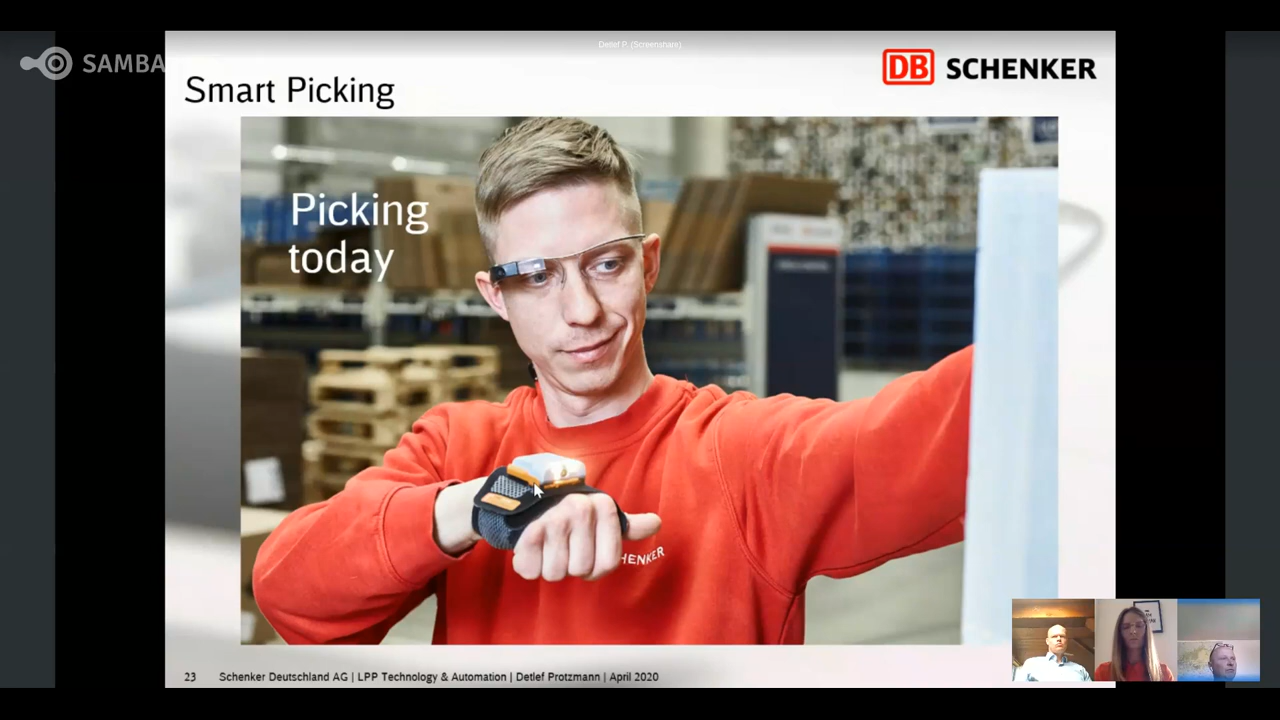 Detlef P. (Screenshare)
SAMBA
DB SCHENKER
Smart Picking
Picking
today
HENKER
23 Schenker Deutschland AG | LPP Technology & Automation | Detlef Protzmann | April 2020